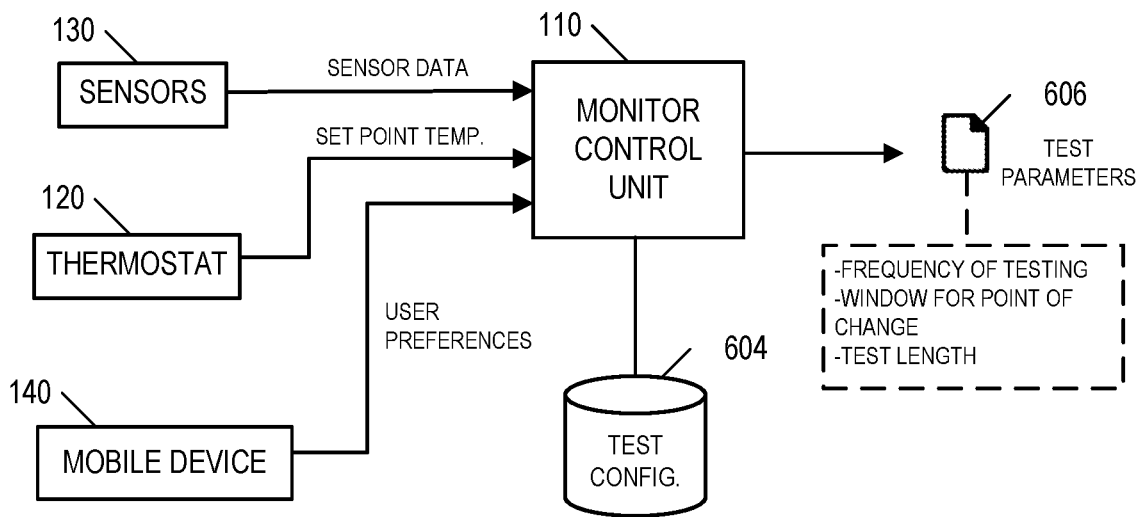 130
SENSORS
SENSOR DATA
110
MONITOR
CONTROL
UNIT
606
TEST
PARAMETERS
SET POINT TEMP.
120
THERMOSTAT
-FREQUENCY OF TESTING
-WINDOW FOR POINT OF
CHANGE
-TEST LENGTH
USER
PREFERENCES
604
TEST
CONFIG.
140
MOBILE DEVICE